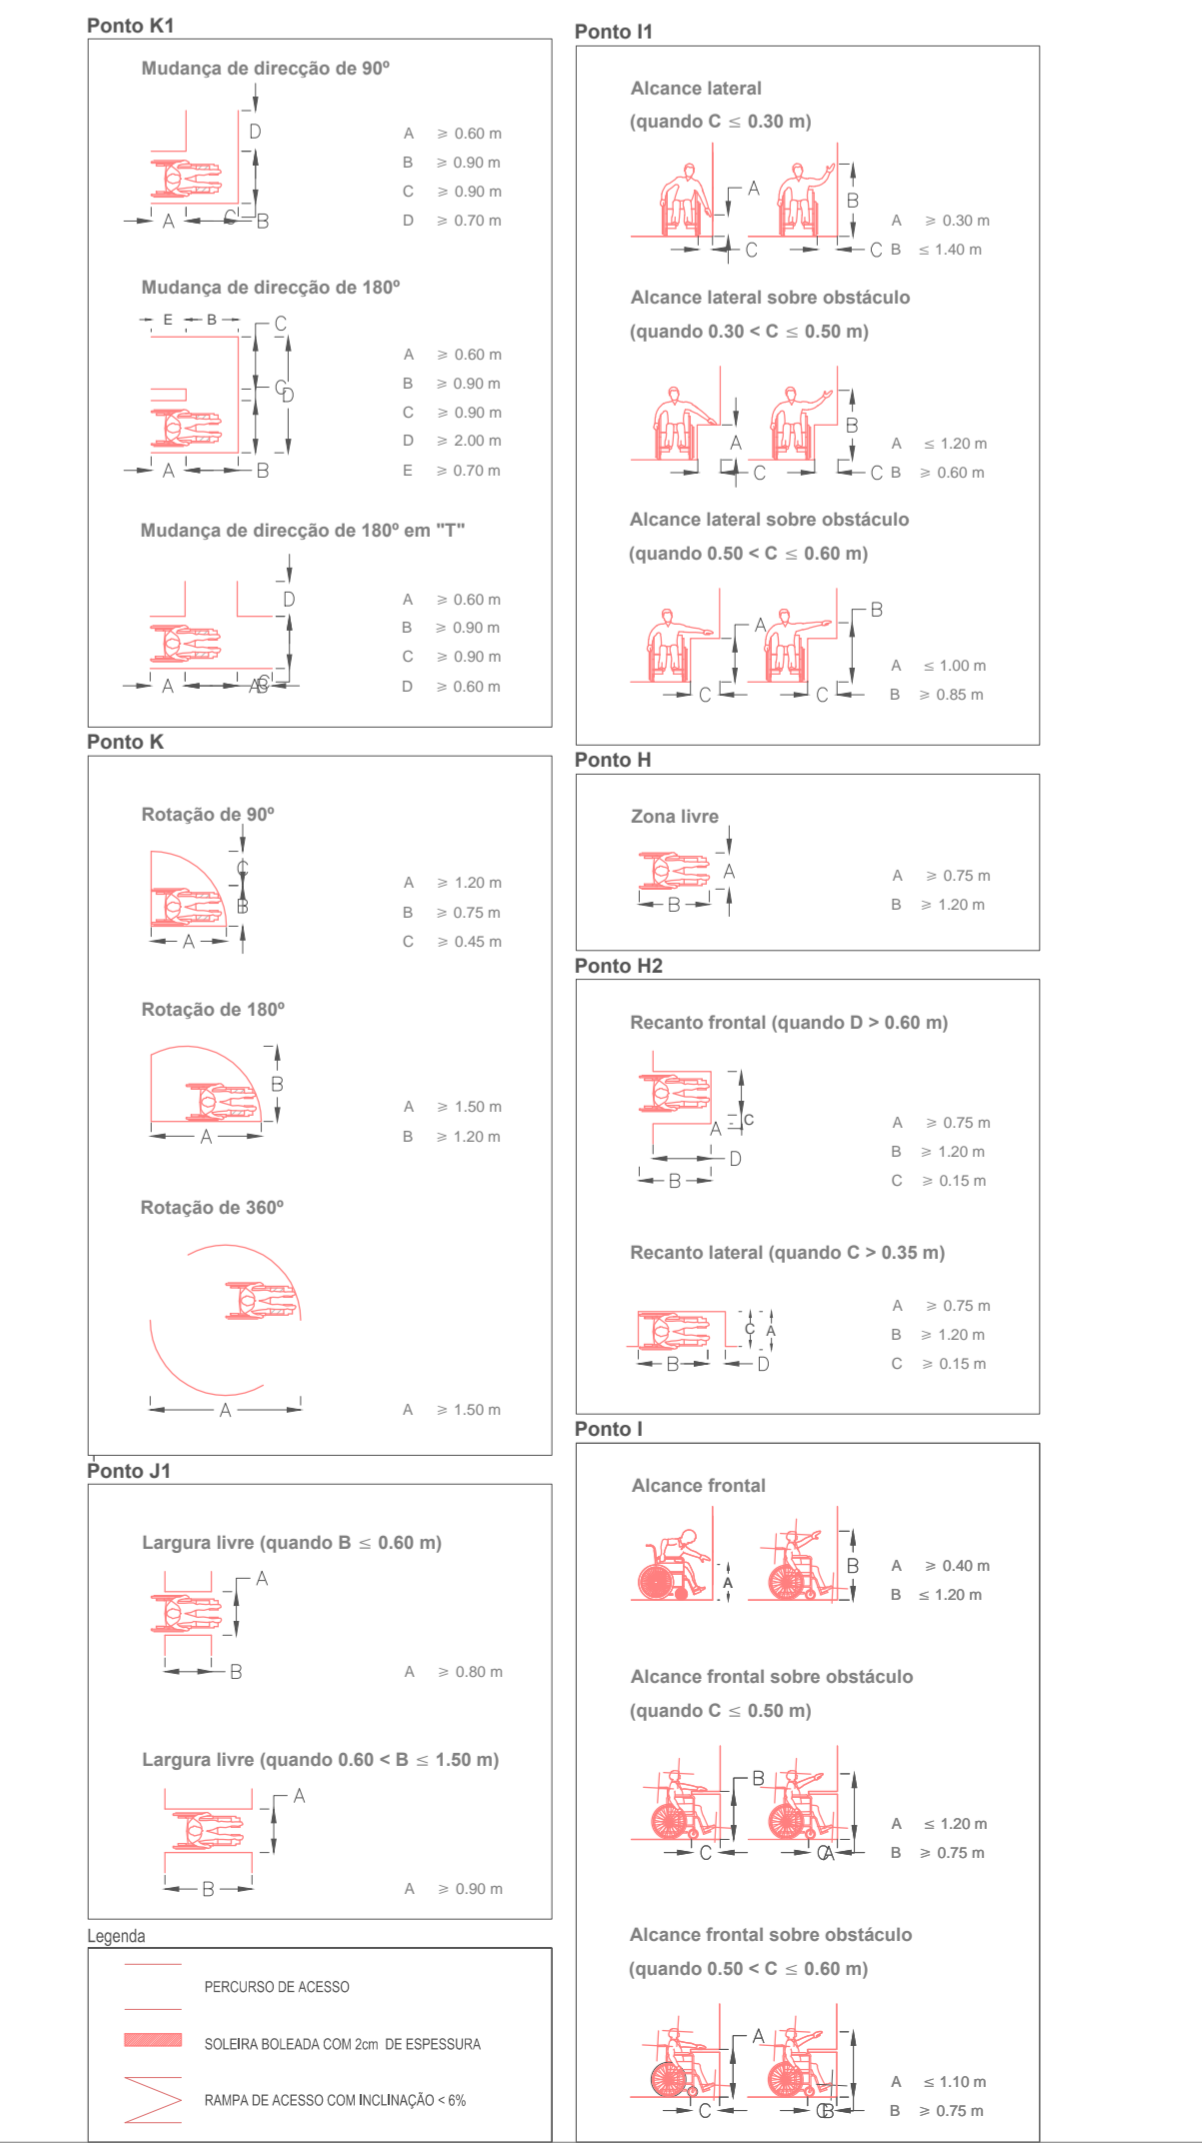 Ponto K1
Mudança de direcção de 90º
D
A
C
B
A ≥ 0.60 m
B ≥ 0.90 m
C ≥ 0.90 m
D ≥ 0.70 m
Mudança de direcção de 180º
E B C
C
D
A B
A ≥ 0.60 m
B ≥ 0.90 m
C ≥ 0.90 m
D ≥ 2.00 m
E ≥ 0.70 m
Mudança de direcção de 180º em "T"
D
A A B C
A ≥ 0.60 m
B ≥ 0.90 m
C ≥ 0.90 m
D ≥ 0.60 m
Ponto K
Rotação de 90º
C
B
A
A ≥ 1.20 m
B ≥ 0.75 m
C ≥ 0.45 m
Rotação de 180º
B
A
A ≥ 1.50 m
B ≥ 1.20 m
Rotação de 360º
A
A ≥ 1.50 m
Ponto J1
Largura livre (quando B ≤ 0.60 m)
A
B
A ≥ 0.80 m
Largura livre (quando 0.60 < B ≤ 1.50 m)
A
B
A ≥ 0.90 m
Legenda
PERCURSO DE ACESSO
SOLEIRA BOLEADA COM 2cm DE ESPESSURA
RAMPA DE ACESSO COM INCLINAÇÃO < 6%
Ponto I1
Alcance lateral
(quando C ≤ 0.30 m)
A
B
C C
A ≥ 0.30 m
B ≤ 1.40 m
Alcance lateral sobre obstáculo
(quando 0.30 < C ≤ 0.50 m)
A
B
C C
A ≤ 1.20 m
B ≥ 0.60 m
Alcance lateral sobre obstáculo
(quando 0.50 < C ≤ 0.60 m)
A B
C C
A ≤ 1.00 m
B ≥ 0.85 m
Ponto H
Zona livre
A
B
A ≥ 0.75 m
B ≥ 1.20 m
Ponto H2
Recanto frontal (quando D > 0.60 m)
A C
D
B
A ≥ 0.75 m
B ≥ 1.20 m
C ≥ 0.15 m
Recanto lateral (quando C > 0.35 m)
C A
B D
A ≥ 0.75 m
B ≥ 1.20 m
C ≥ 0.15 m
Ponto I
Alcance frontal
A
B
A ≥ 0.40 m
B ≤ 1.20 m
Alcance frontal sobre obstáculo
(quando C ≤ 0.50 m)
B
C C A
A ≤ 1.20 m
B ≥ 0.75 m
Alcance frontal sobre obstáculo
(quando 0.50 < C ≤ 0.60 m)
A
C C B
A ≤ 1.10 m
B ≥ 0.75 m